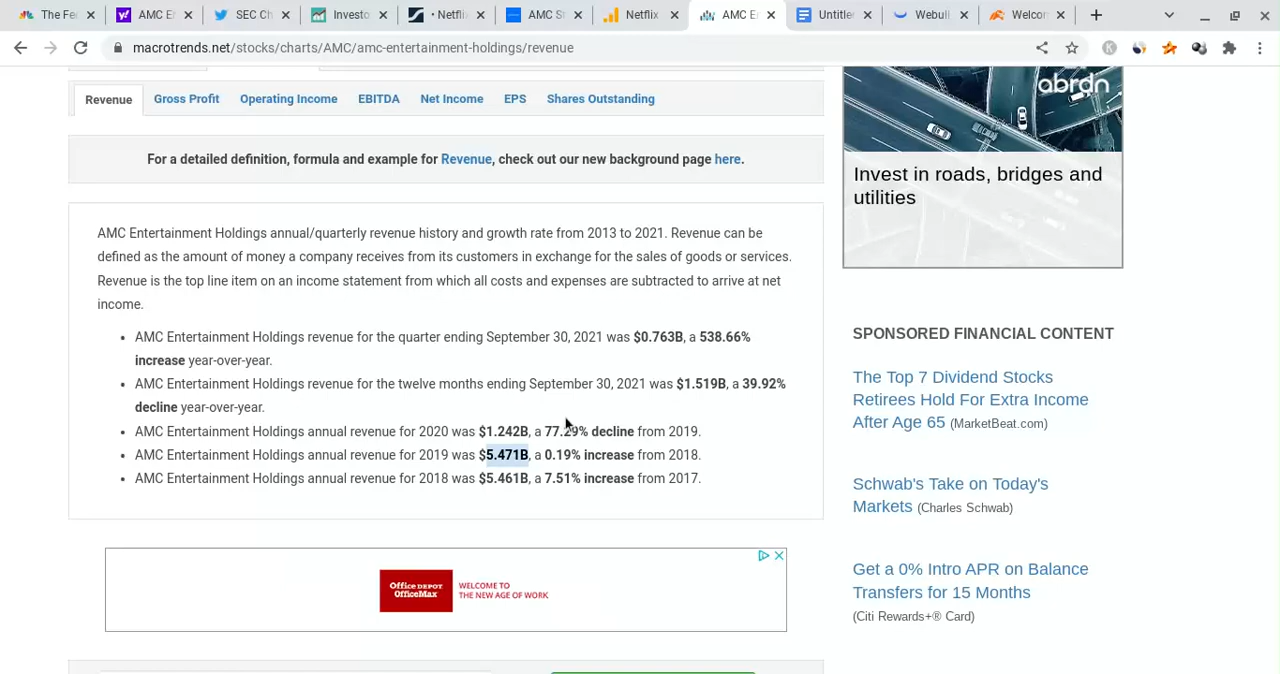 The Fe
AMC E
SEC Ch
Investo
• Netfli
AMC S
Netflix
AMC E
Untitle
Webull
Welcom
macrotrends.net/stocks/charts/AMC/amc-entertainment-holdings/revenue
K
Revenue Gross Profit Operating Income EBITDA Net Income EPS Shares Outstanding
For a detailed definition, formula and example for Revenue, check out our new background page here.
AMC Entertainment Holdings annual/quarterly revenue history and growth rate from 2013 to 2021. Revenue can be
defined as the amount of money a company receives from its customers in exchange for the sales of goods or services.
Revenue is the top line item on an income statement from which all costs and expenses are subtracted to arrive at net
income.
• AMC Entertainment Holdings revenue for the quarter ending September 30, 2021 was $0.763B, a 538.66%
increase year-over-year.
• AMC Entertainment Holdings revenue for the twelve months ending September 30, 2021 was $1.519B, a 39.92%
decline year-over-year.
• AMC Entertainment Holdings annual revenue for 2020 was $1.242B, a 77.29% decline from 2019.
• AMC Entertainment Holdings annual revenue for 2019 was $5.471B, a 0.19% increase from 2018.
• AMC Entertainment Holdings annual revenue for 2018 was $5.461B, a 7.51% increase from 2017.
Office DEPOT
OfficeMax
WELCOME TO
THE NEW AGE OF WORK
abrdn
Invest in roads, bridges and
utilities
SPONSORED FINANCIAL CONTENT
The Top 7 Dividend Stocks
Retirees Hold For Extra Income
After Age 65 (MarketBeat.com)
Schwab's Take on Today's
Markets (Charles Schwab)
Get a 0% Intro APR on Balance
Transfers for 15 Months
(Citi Rewards+® Card)